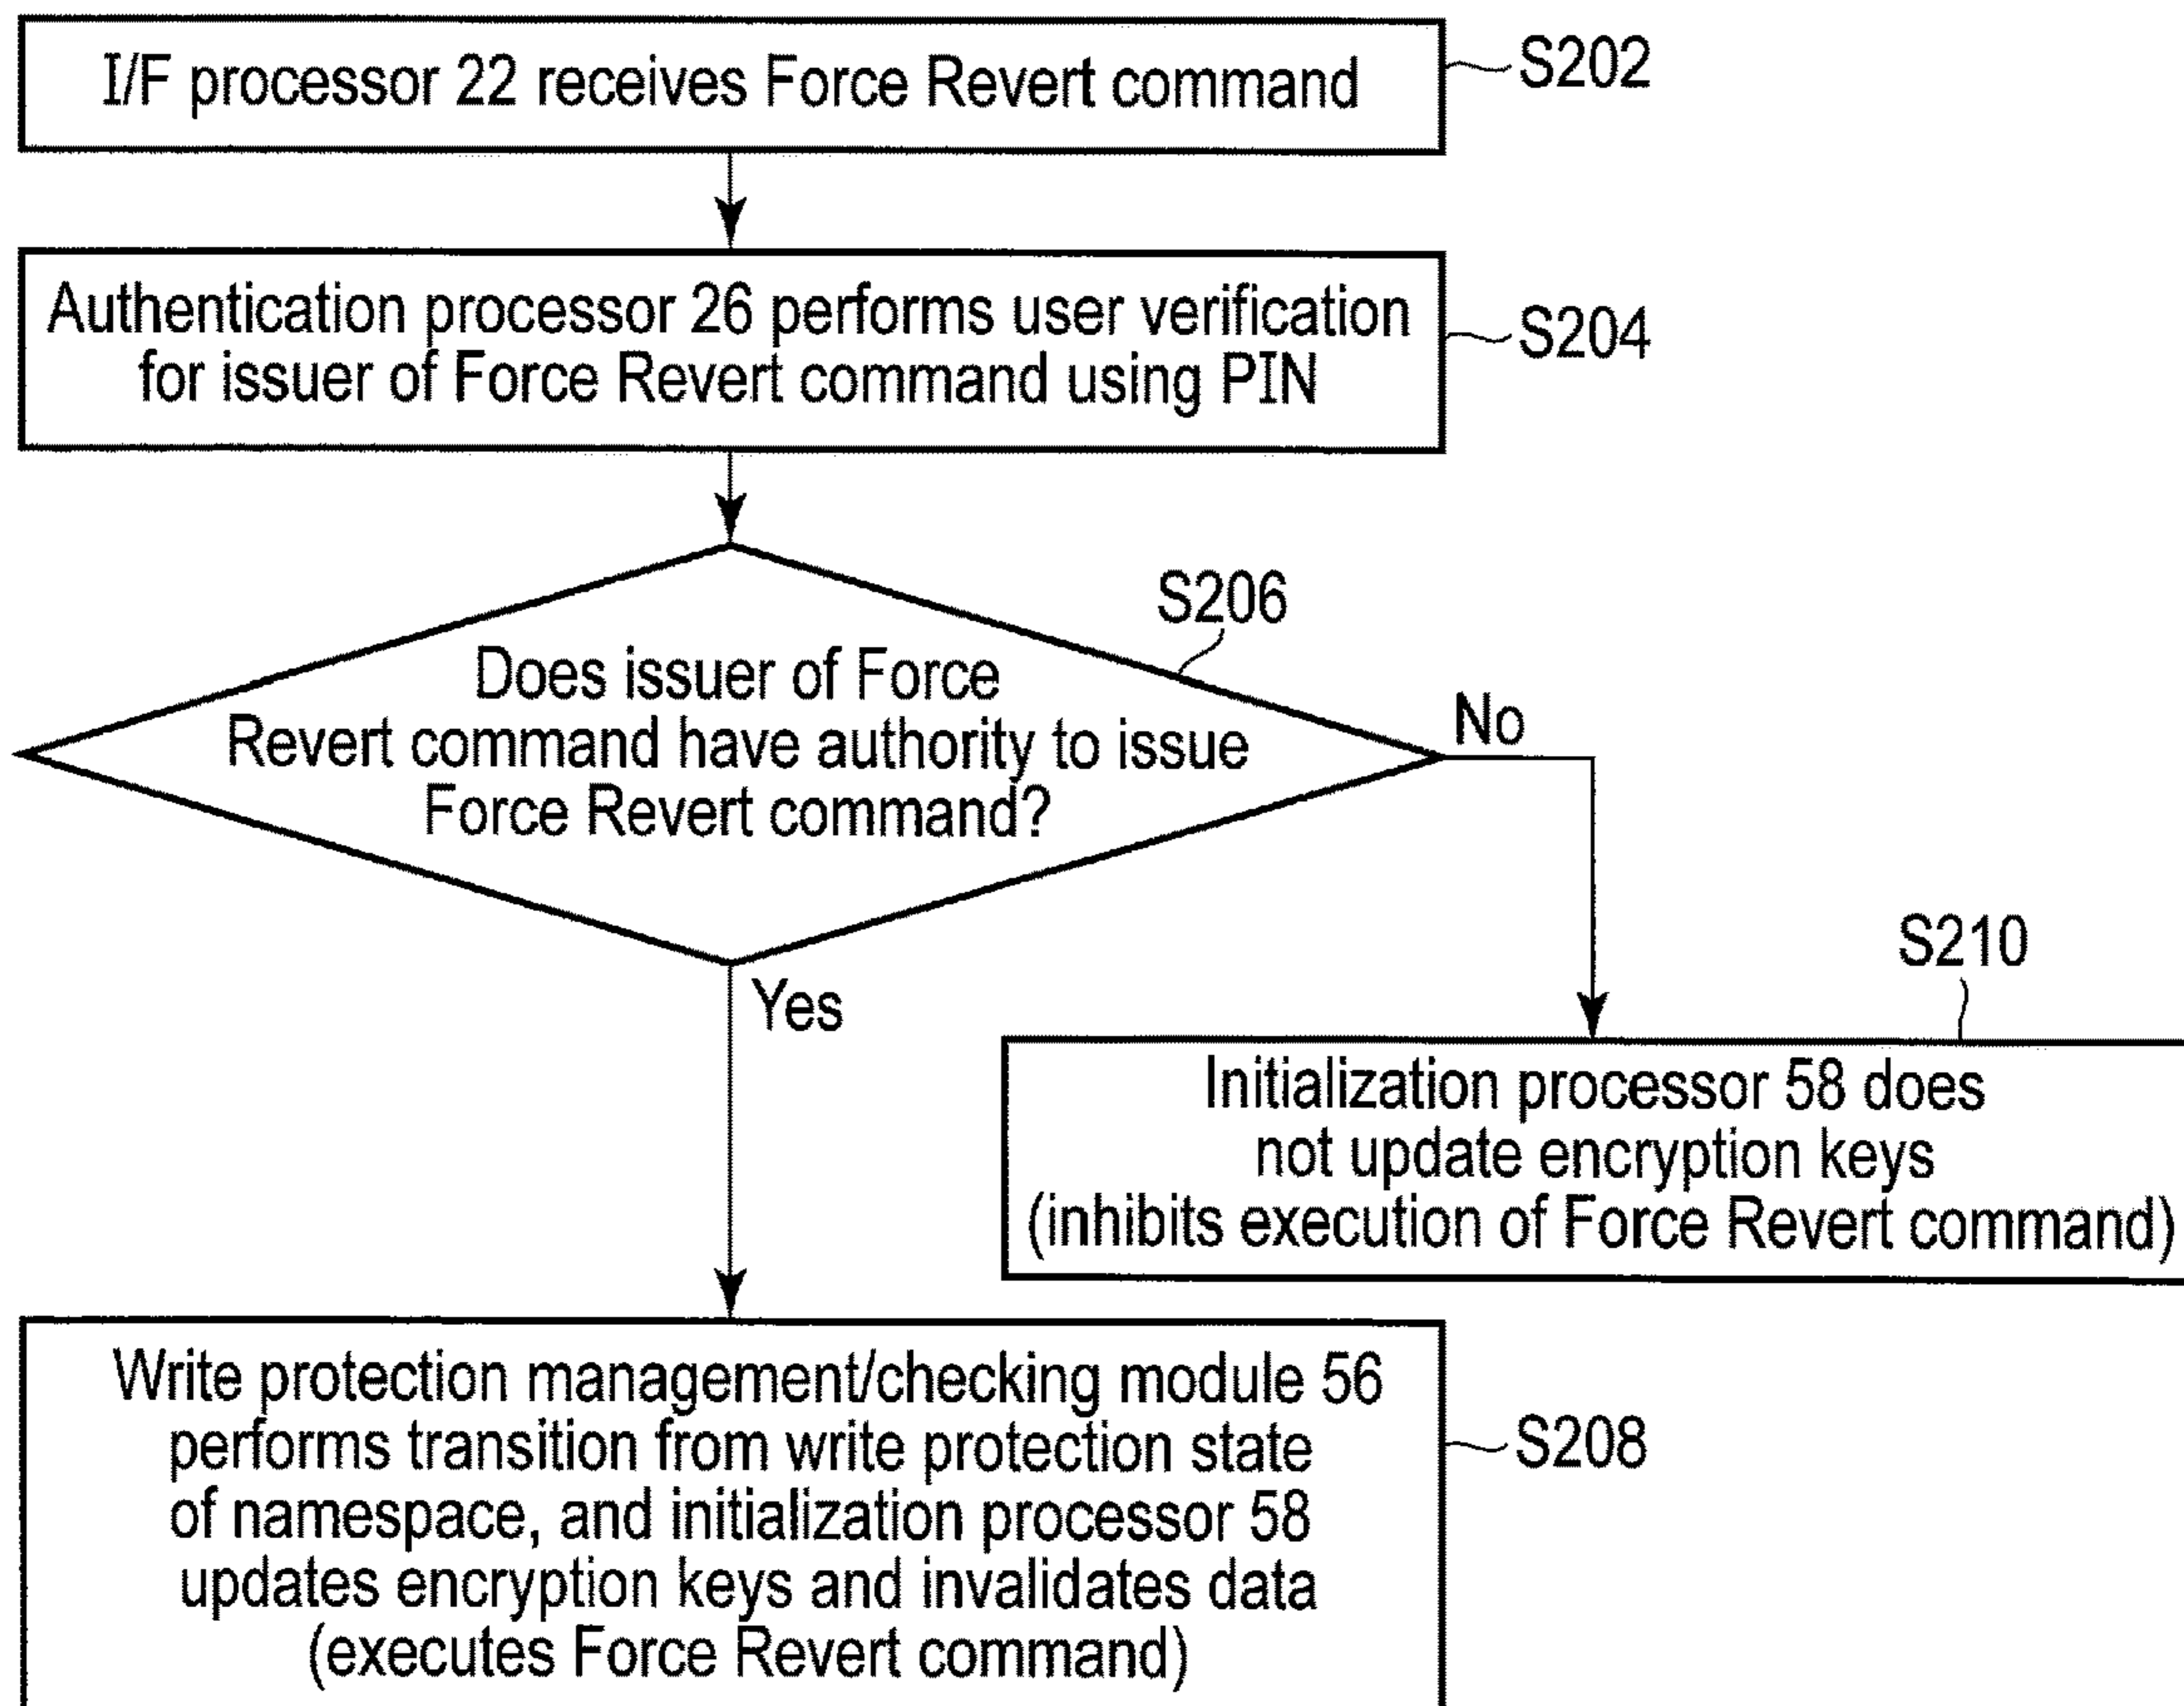 I/F processor 22 receives Force Revert command
S202
Authentication processor 26 performs user verification
for issuer of Force Revert command using PIN
S204
S206
Does issuer of Force
Revert command have authority to issue
Force Revert command?
No
Yes
S210
Initialization processor 58 does
not update encryption keys
(inhibits execution of Force Revert command)
Write protection management/checking module 56
performs transition from write protection state
of namespace, and initialization processor 58
updates encryption keys and invalidates data
(executes Force Revert command)
S208